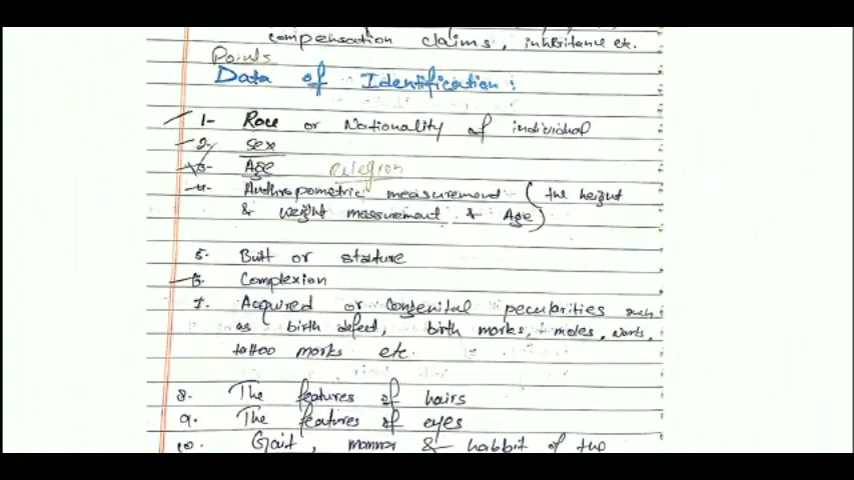 compensation claims, inheritance etc.
Points
Data of Identification:
1- Race or Nationality of individual
2- Sex
3- Age Relegion
4- Anthropometric measurement (the height
& weight measurement & Age)
5. Built or stature
6- Complexion
7. Acquired or congenital pecularities such
as birth defect, birth marks, moles, warts,
tattoo marks etc.
8. The features of hairs
9. The features of eyes
10. Gait, manner & habbit of the